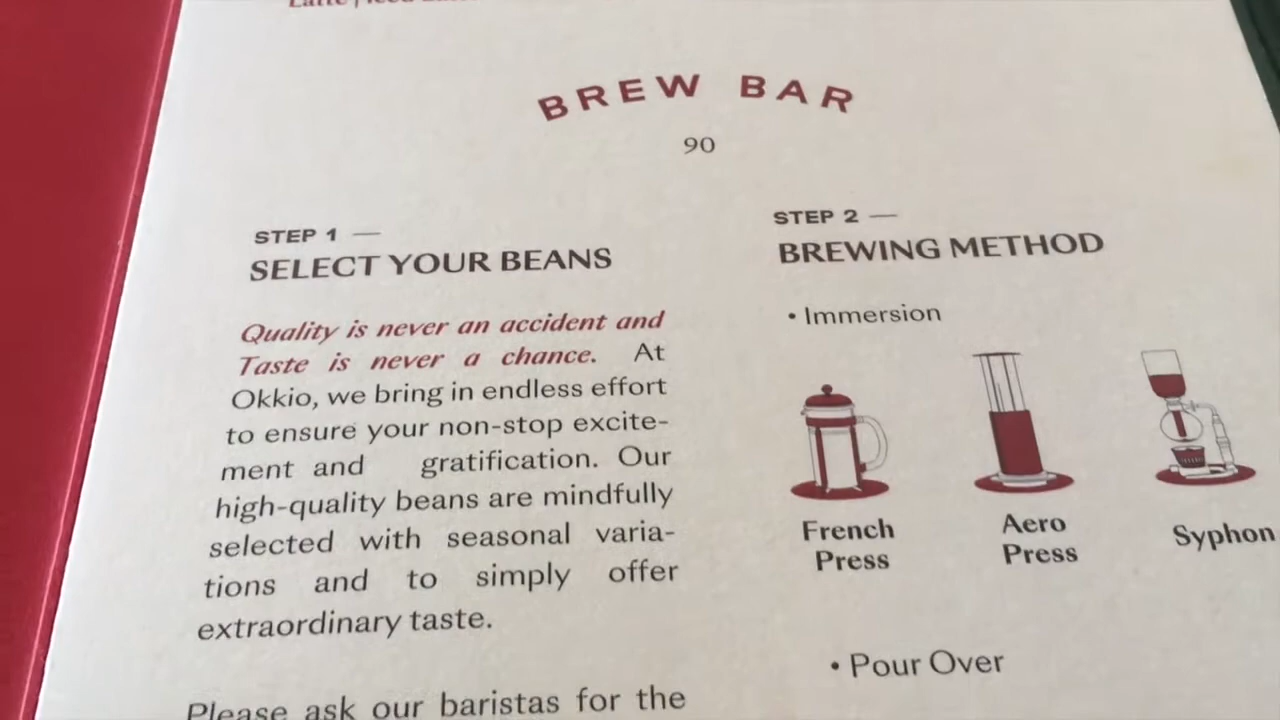 BREW BAR
90
STEP 1 —
SELECT YOUR BEANS
Quality is never an accident and
Taste is never a chance. At
Okkio, we bring in endless effort
to ensure your non-stop excite-
ment and gratification. Our
high-quality beans are mindfully
selected with seasonal varia-
tions and to simply offer
extraordinary taste.
Please ask our baristas for the
STEP 2 —
BREWING METHOD
• Immersion
French
Press
Aero
Press
Syphon
• Pour Over